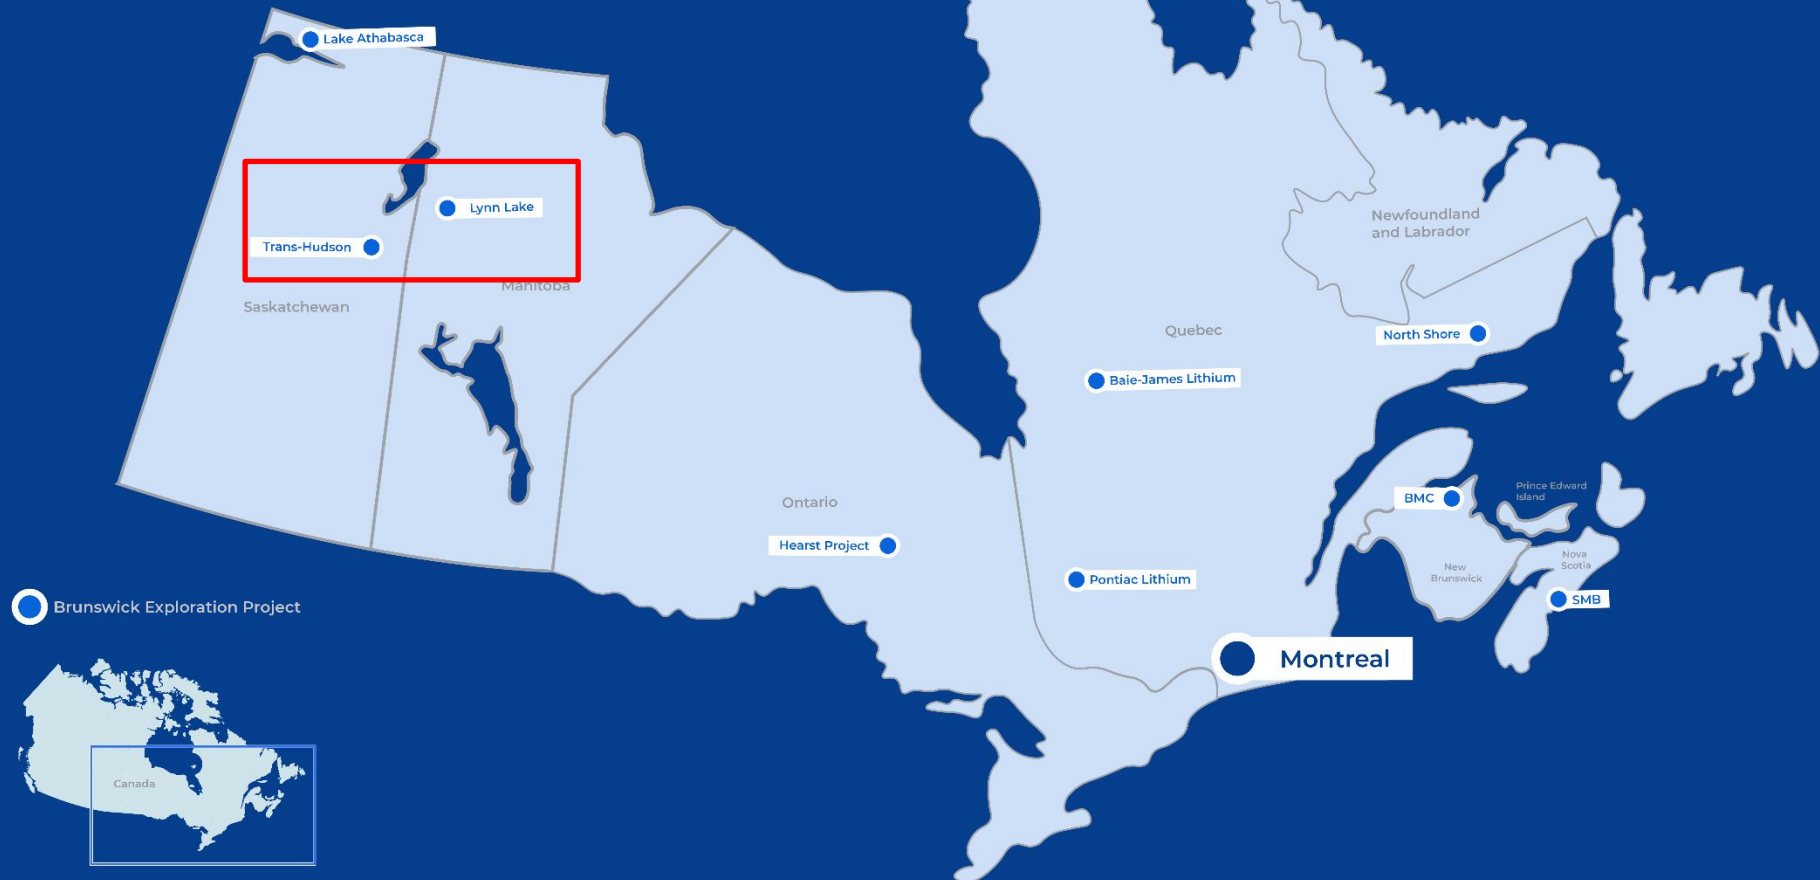 Lake Athabasca
Lynn Lake
Trans-Hudson
Manitoba
Saskatchewan
Newfoundland
and Labrador
Quebec
North Shore
Baie-James Lithium
Ontario
Prince Edward
Island
BMC
Hearst Project
Nova
Scotia
New
Brunswick
Pontiac Lithium
SMB
Brunswick Exploration Project
Montreal
Canada